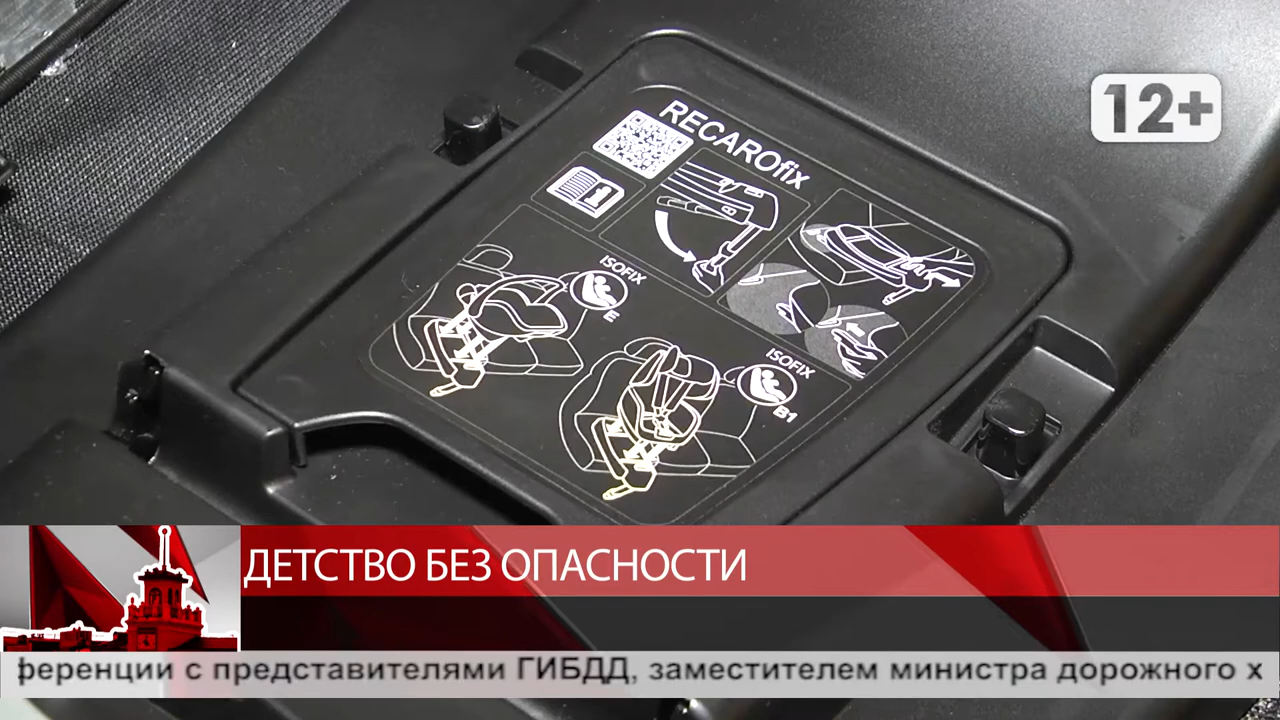 12+
RECAROfix
ISOFIX
E
ISOFIX
B1
ДЕТСТВО БЕЗ ОПАСНОСТИ
ференции с представителями ГИБДД, заместителем министра дорожного х